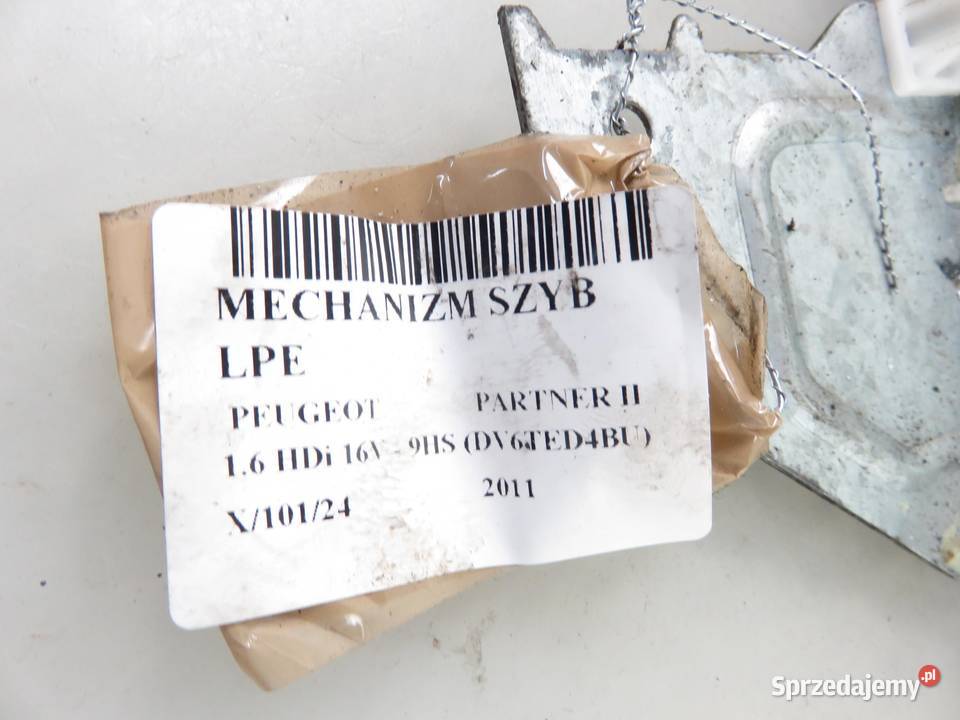 MECHANIZM SZYB
LPE
PEUGEOT PARTNER II
1.6 HDi 16V - 9HS (DV6TED4BU)
X/101/24 2011
Sprzedajemy.pl